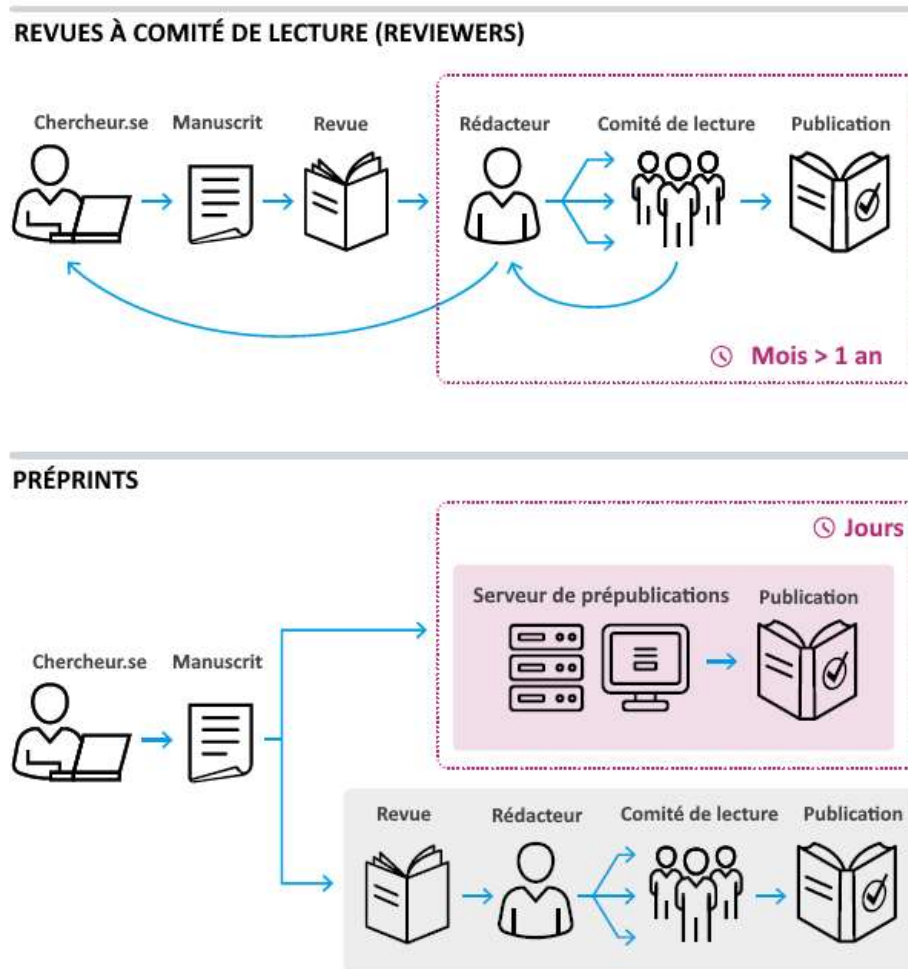 REVUES À COMITÉ DE LECTURE (REVIEWERS)
Chercheur.se Manuscrit Revue Rédacteur Comité de lecture Publication
Mois > 1 an
PRÉPRINTS
Jours
Serveur de prépublications Publication
Chercheur.se Manuscrit
Revue Rédacteur Comité de lecture Publication